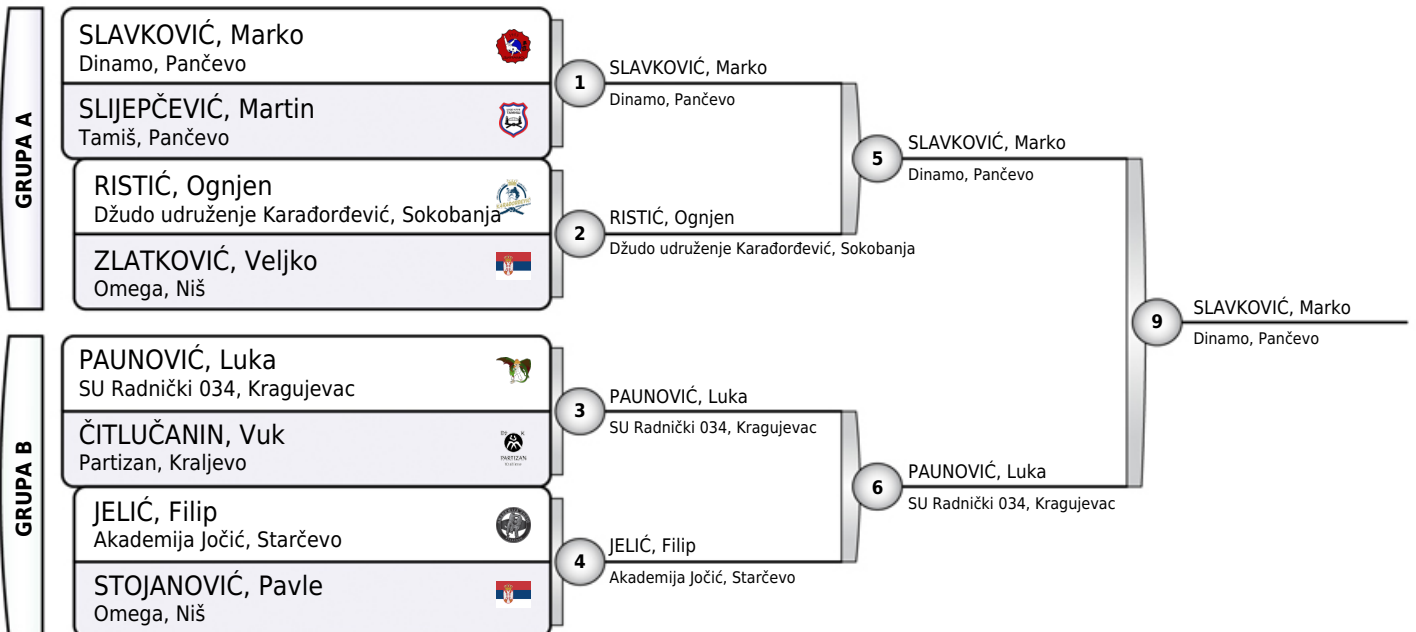 GRUPA A
SLAVKOVIĆ, Marko
Dinamo, Pančevo
SLIJEPČEVIĆ, Martin
Tamiš, Pančevo
RISTIĆ, Ognjen
Džudo udruženje Karađorđević, Sokobanja
ZLATKOVIĆ, Veljko
Omega, Niš
GRUPA B
PAUNOVIĆ, Luka
SU Radnički 034, Kragujevac
ČITLUČANIN, Vuk
Partizan, Kraljevo
PARTIZAN
JELIĆ, Filip
Akademija Jočić, Starčevo
STOJANOVIĆ, Pavle
Omega, Niš
1
SLAVKOVIĆ, Marko
Dinamo, Pančevo
2
RISTIĆ, Ognjen
Džudo udruženje Karađorđević, Sokobanja
3
PAUNOVIĆ, Luka
SU Radnički 034, Kragujevac
4
JELIĆ, Filip
Akademija Jočić, Starčevo
5
SLAVKOVIĆ, Marko
Dinamo, Pančevo
6
PAUNOVIĆ, Luka
SU Radnički 034, Kragujevac
9
SLAVKOVIĆ, Marko
Dinamo, Pančevo